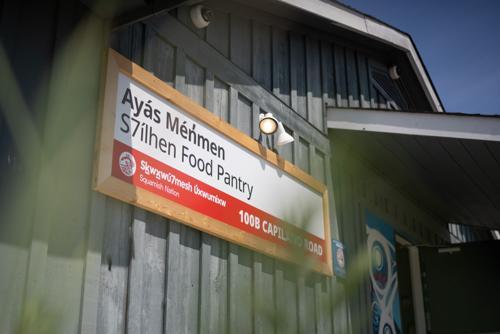 Ayás Méńmen
S7ílhen Food Pantry
Sḵwx̱wú7mesh Úxwumixw
Squamish Nation
100B CAPILANO ROAD